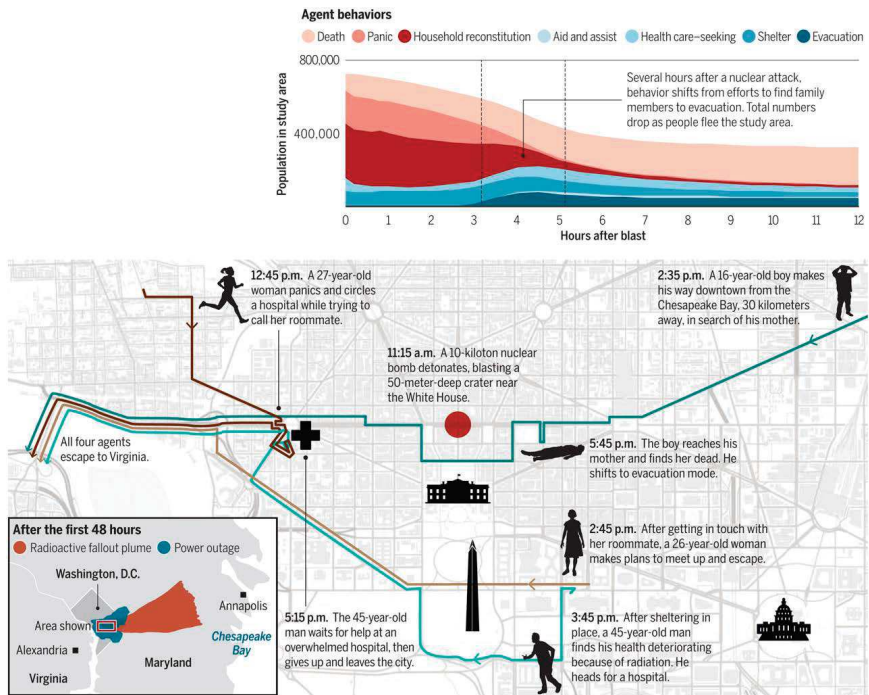 Agent behaviors
Death Panic Household reconstitution Aid and assist Health care–seeking Shelter Evacuation
800,000
400,000
Population in study area
Several hours after a nuclear attack,
behavior shifts from efforts to find family
members to evacuation. Total numbers
drop as people flee the study area.
0 1 2 3 4 5 6 7 8 9 10 11 12
Hours after blast
12:45 p.m. A 27-year-old
woman panics and circles
a hospital while trying to
call her roommate.
2:35 p.m. A 16-year-old boy makes
his way downtown from the
Chesapeake Bay, 30 kilometers
away, in search of his mother.
11:15 a.m. A 10-kiloton nuclear
bomb detonates, blasting a
50-meter-deep crater near
the White House.
All four agents
escape to Virginia.
5:45 p.m. The boy reaches his
mother and finds her dead. He
shifts to evacuation mode.
2:45 p.m. After getting in touch with
her roommate, a 26-year-old woman
makes plans to meet up and escape.
5:15 p.m. The 45-year-old
man waits for help at an
overwhelmed hospital, then
gives up and leaves the city.
3:45 p.m. After sheltering in
place, a 45-year-old man
finds his health deteriorating
because of radiation. He
heads for a hospital.
After the first 48 hours
Radioactive fallout plume Power outage
Washington, D.C.
Annapolis
Area shown
Chesapeake
Bay
Alexandria
Maryland
Virginia